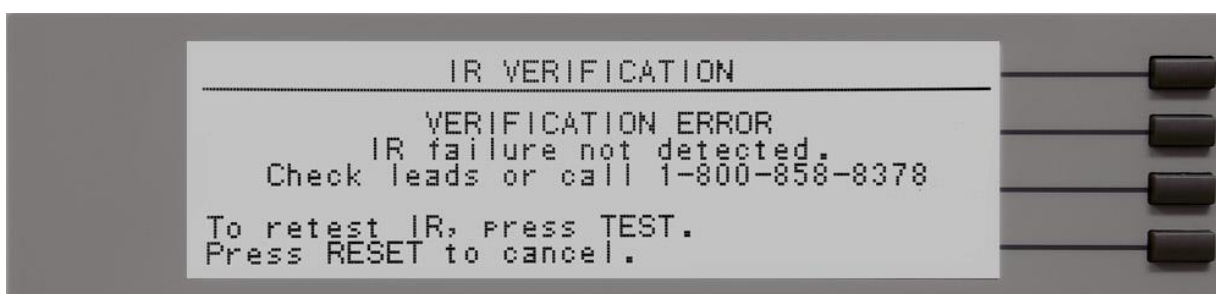 IR VERIFICATION
VERIFICATION ERROR
IR failure not detected.
Check leads or call 1-800-858-8378
To retest IR, press TEST.
Press RESET to cancel.